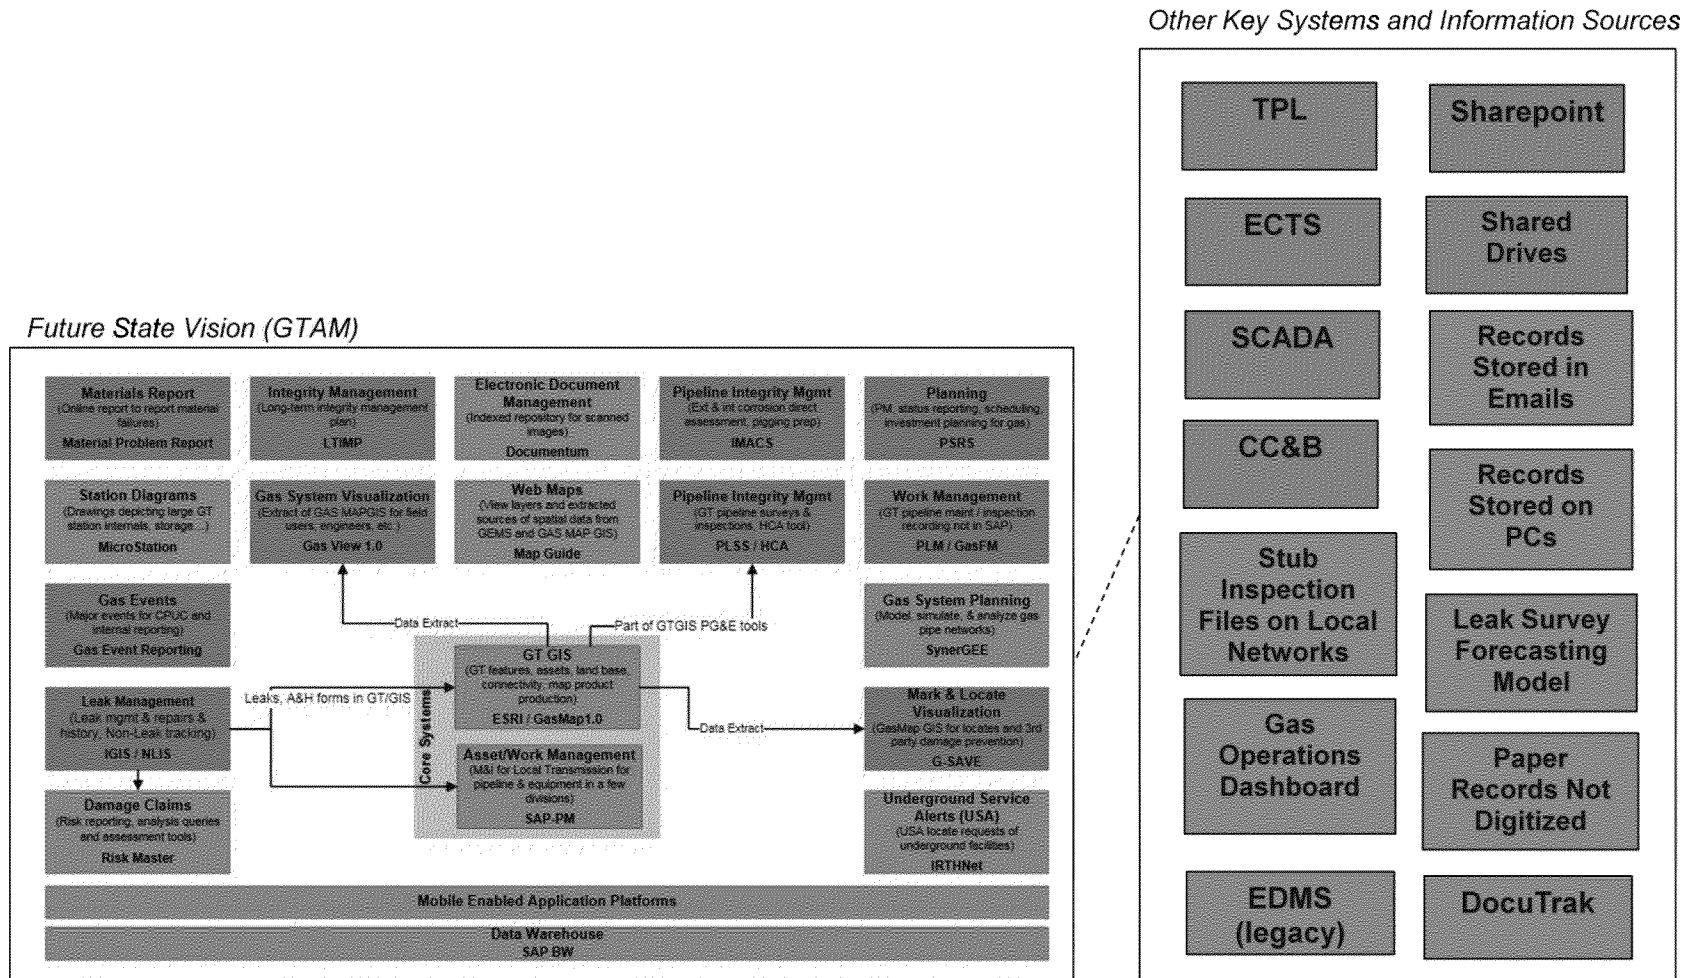 Other Key Systems and Information Sources
TPL
Sharepoint
ECTS
Shared
Drives
SCADA
Records
Stored in
Emails
CC&B
Records
Stored on
PCs
Stub
Inspection
Files on Local
Networks
Leak Survey
Forecasting
Model
Gas
Operations
Dashboard
Paper
Records Not
Digitized
EDMS
(legacy)
DocuTrak
Future State Vision (GTAM)
Materials Report
(Online report to report material
failures)
Material Problem Report
Integrity Management
(Long-term integrity management
plan)
LTIMP
Electronic Document
Management
(Indexed repository for scanned
images)
Documentum
Pipeline Integrity Mgmt
(Ext & int corrosion direct
assessment, pigging prep)
IMACS
Planning
(PM, status reporting, scheduling,
investment planning for gas)
PSRS
Station Diagrams
(Drawings depicting large GT
station internals, storage...)
MicroStation
Gas System Visualization
(Extract of GAS MAPGIS for field
users, engineers, etc.)
Gas View 1.0
Web Maps
(View layers and extracted
sources of spatial data from
GEMS and GAS MAP GIS)
Map Guide
Pipeline Integrity Mgmt
(GT pipeline surveys &
inspections, HCA tool)
PLSS / HCA
Work Management
(GT pipeline maint / inspection
recording not in SAP)
PLM / GasFM
Gas Events
(Major events for CPUC and
internal reporting)
Gas Event Reporting
Data Extract
Part of GTGIS PG&E tools
Gas System Planning
(Model, simulate, & analyze gas
pipe networks)
SynerGEE
Core Systems
GT GIS
(GT features, assets, land base,
connectivity, map product
production)
ESRI / GasMap1.0
Leak Management
(Leak mgmt & repairs &
history, Non-Leak tracking)
IGIS / NLIS
Leaks, A&H forms in GT/GIS
Data Extract
Mark & Locate
Visualization
(GasMap GIS for locates and 3rd
party damage prevention)
G-SAVE
Asset/Work Management
(M&I for Local Transmission for
pipeline & equipment in a few
divisions)
SAP-PM
Damage Claims
(Risk reporting, analysis queries
and assessment tools)
Risk Master
Underground Service
Alerts (USA)
(USA locate requests of
underground facilities)
IRTHNet
Mobile Enabled Application Platforms
Data Warehouse
SAP BW